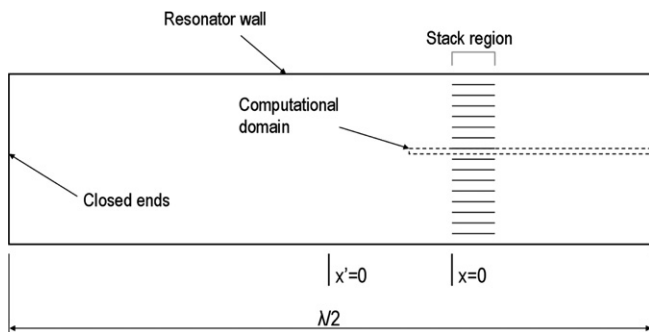 Resonator wall
Stack region
Computational
domain
Closed ends
x'=0
x=0
λ/2